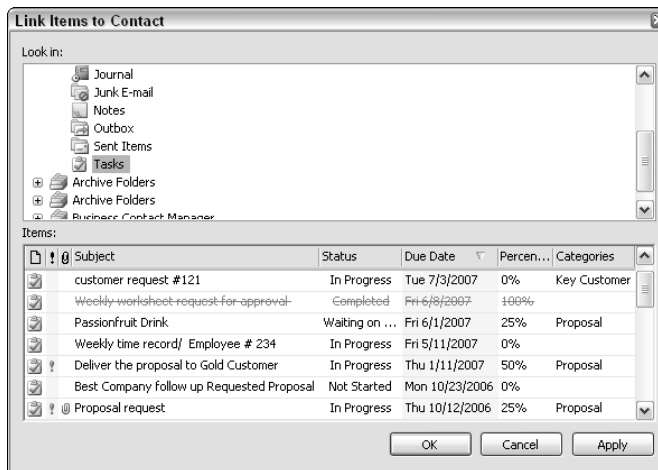 Link Items to Contact
Look in:
Journal
Junk E-mail
Notes
Outbox
Sent Items
Tasks
Archive Folders
Archive Folders
Business Contact Manager
Items:
Subject Status Due Date Percen... Categories
customer request #121 In Progress Tue 7/3/2007 0% Key Customer
Weekly worksheet request for approval Completed Fri 6/8/2007 100%
Passionfruit Drink Waiting on ... Fri 6/1/2007 25% Proposal
Weekly time record/ Employee # 234 In Progress Fri 5/11/2007 0%
Deliver the proposal to Gold Customer In Progress Thu 1/11/2007 50% Proposal
Best Company follow up Requested Proposal Not Started Mon 10/23/2006 0%
Proposal request In Progress Thu 10/12/2006 25% Proposal
OK Cancel Apply